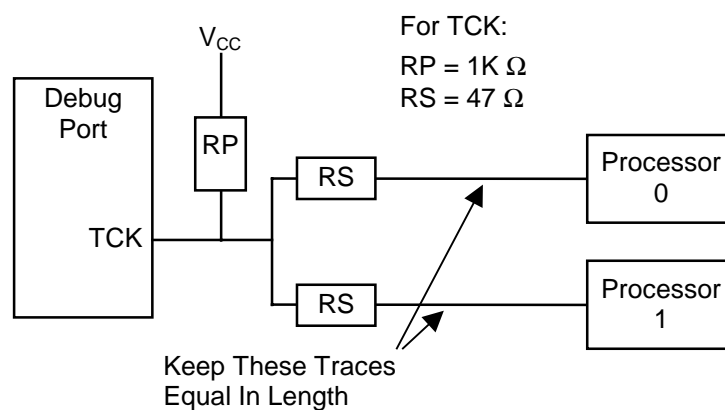 V_CC
For TCK:
RP = 1K Ω
RS = 47 Ω
Debug
Port
RP
TCK
RS
Processor
0
RS
Processor
1
Keep These Traces
Equal In Length